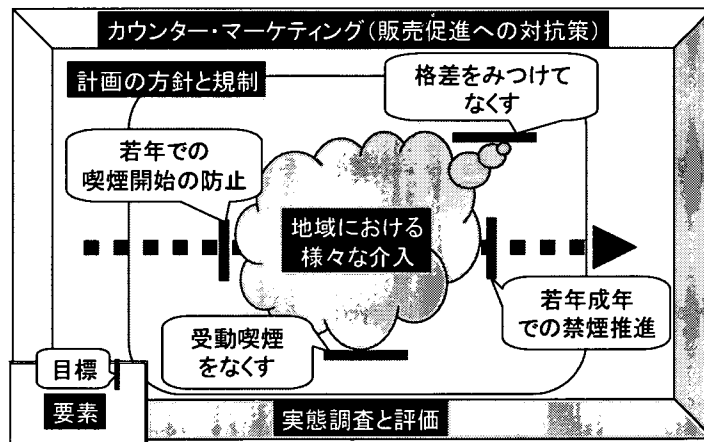 カウンター・マーケティング(販売促進への対抗策)
計画の方針と規制
格差をみつけて
なくす
若年での
喫煙開始の防止
地域における
様々な介入
若年成年
での禁煙推進
受動喫煙
をなくす
目標
要素
実態調査と評価